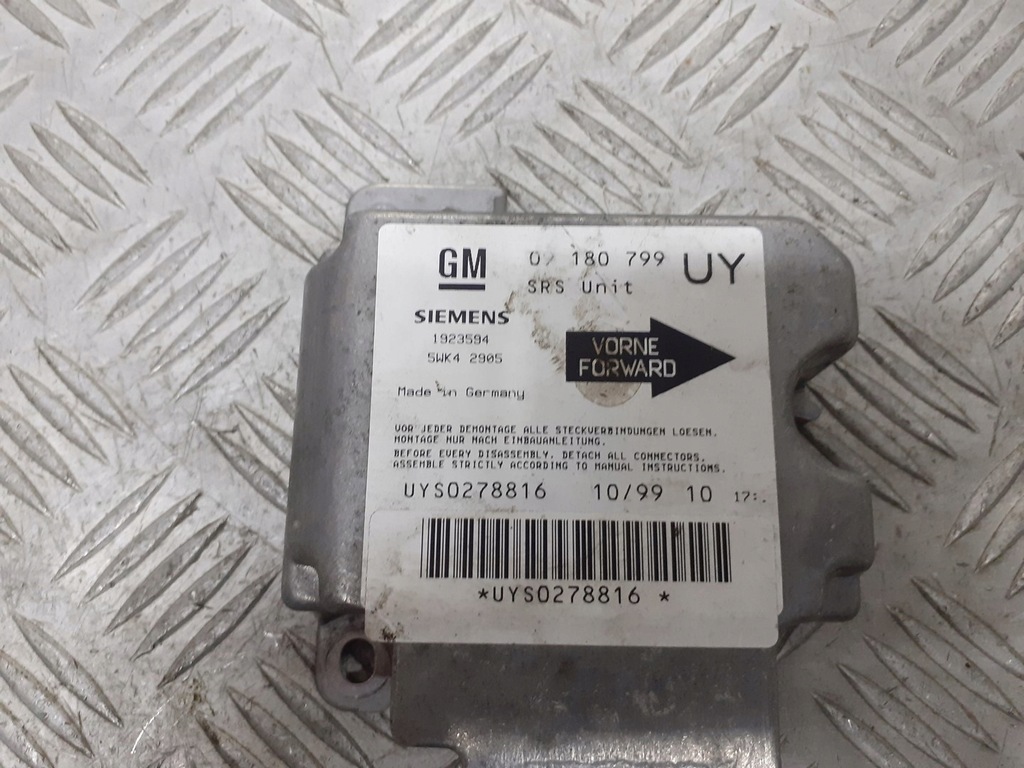 GM
180 799 UY
SRS Unit
SIEMENS
1923594
5WK4 2905
VORNE
FORWARD
Made in Germany
VOR JEDER DEMONTAGE ALLE STECKVERBINDUNGEN LOESEN.
MONTAGE NUR NACH EINBAUANLEITUNG.
BEFORE EVERY DISASSEMBLY, DETACH ALL CONNECTORS,
ASSEMBLE STRICTLY ACCORDING TO MANUAL INSTRUCTIONS.
UYS0278816 10/99 10
*UYS0278816 *